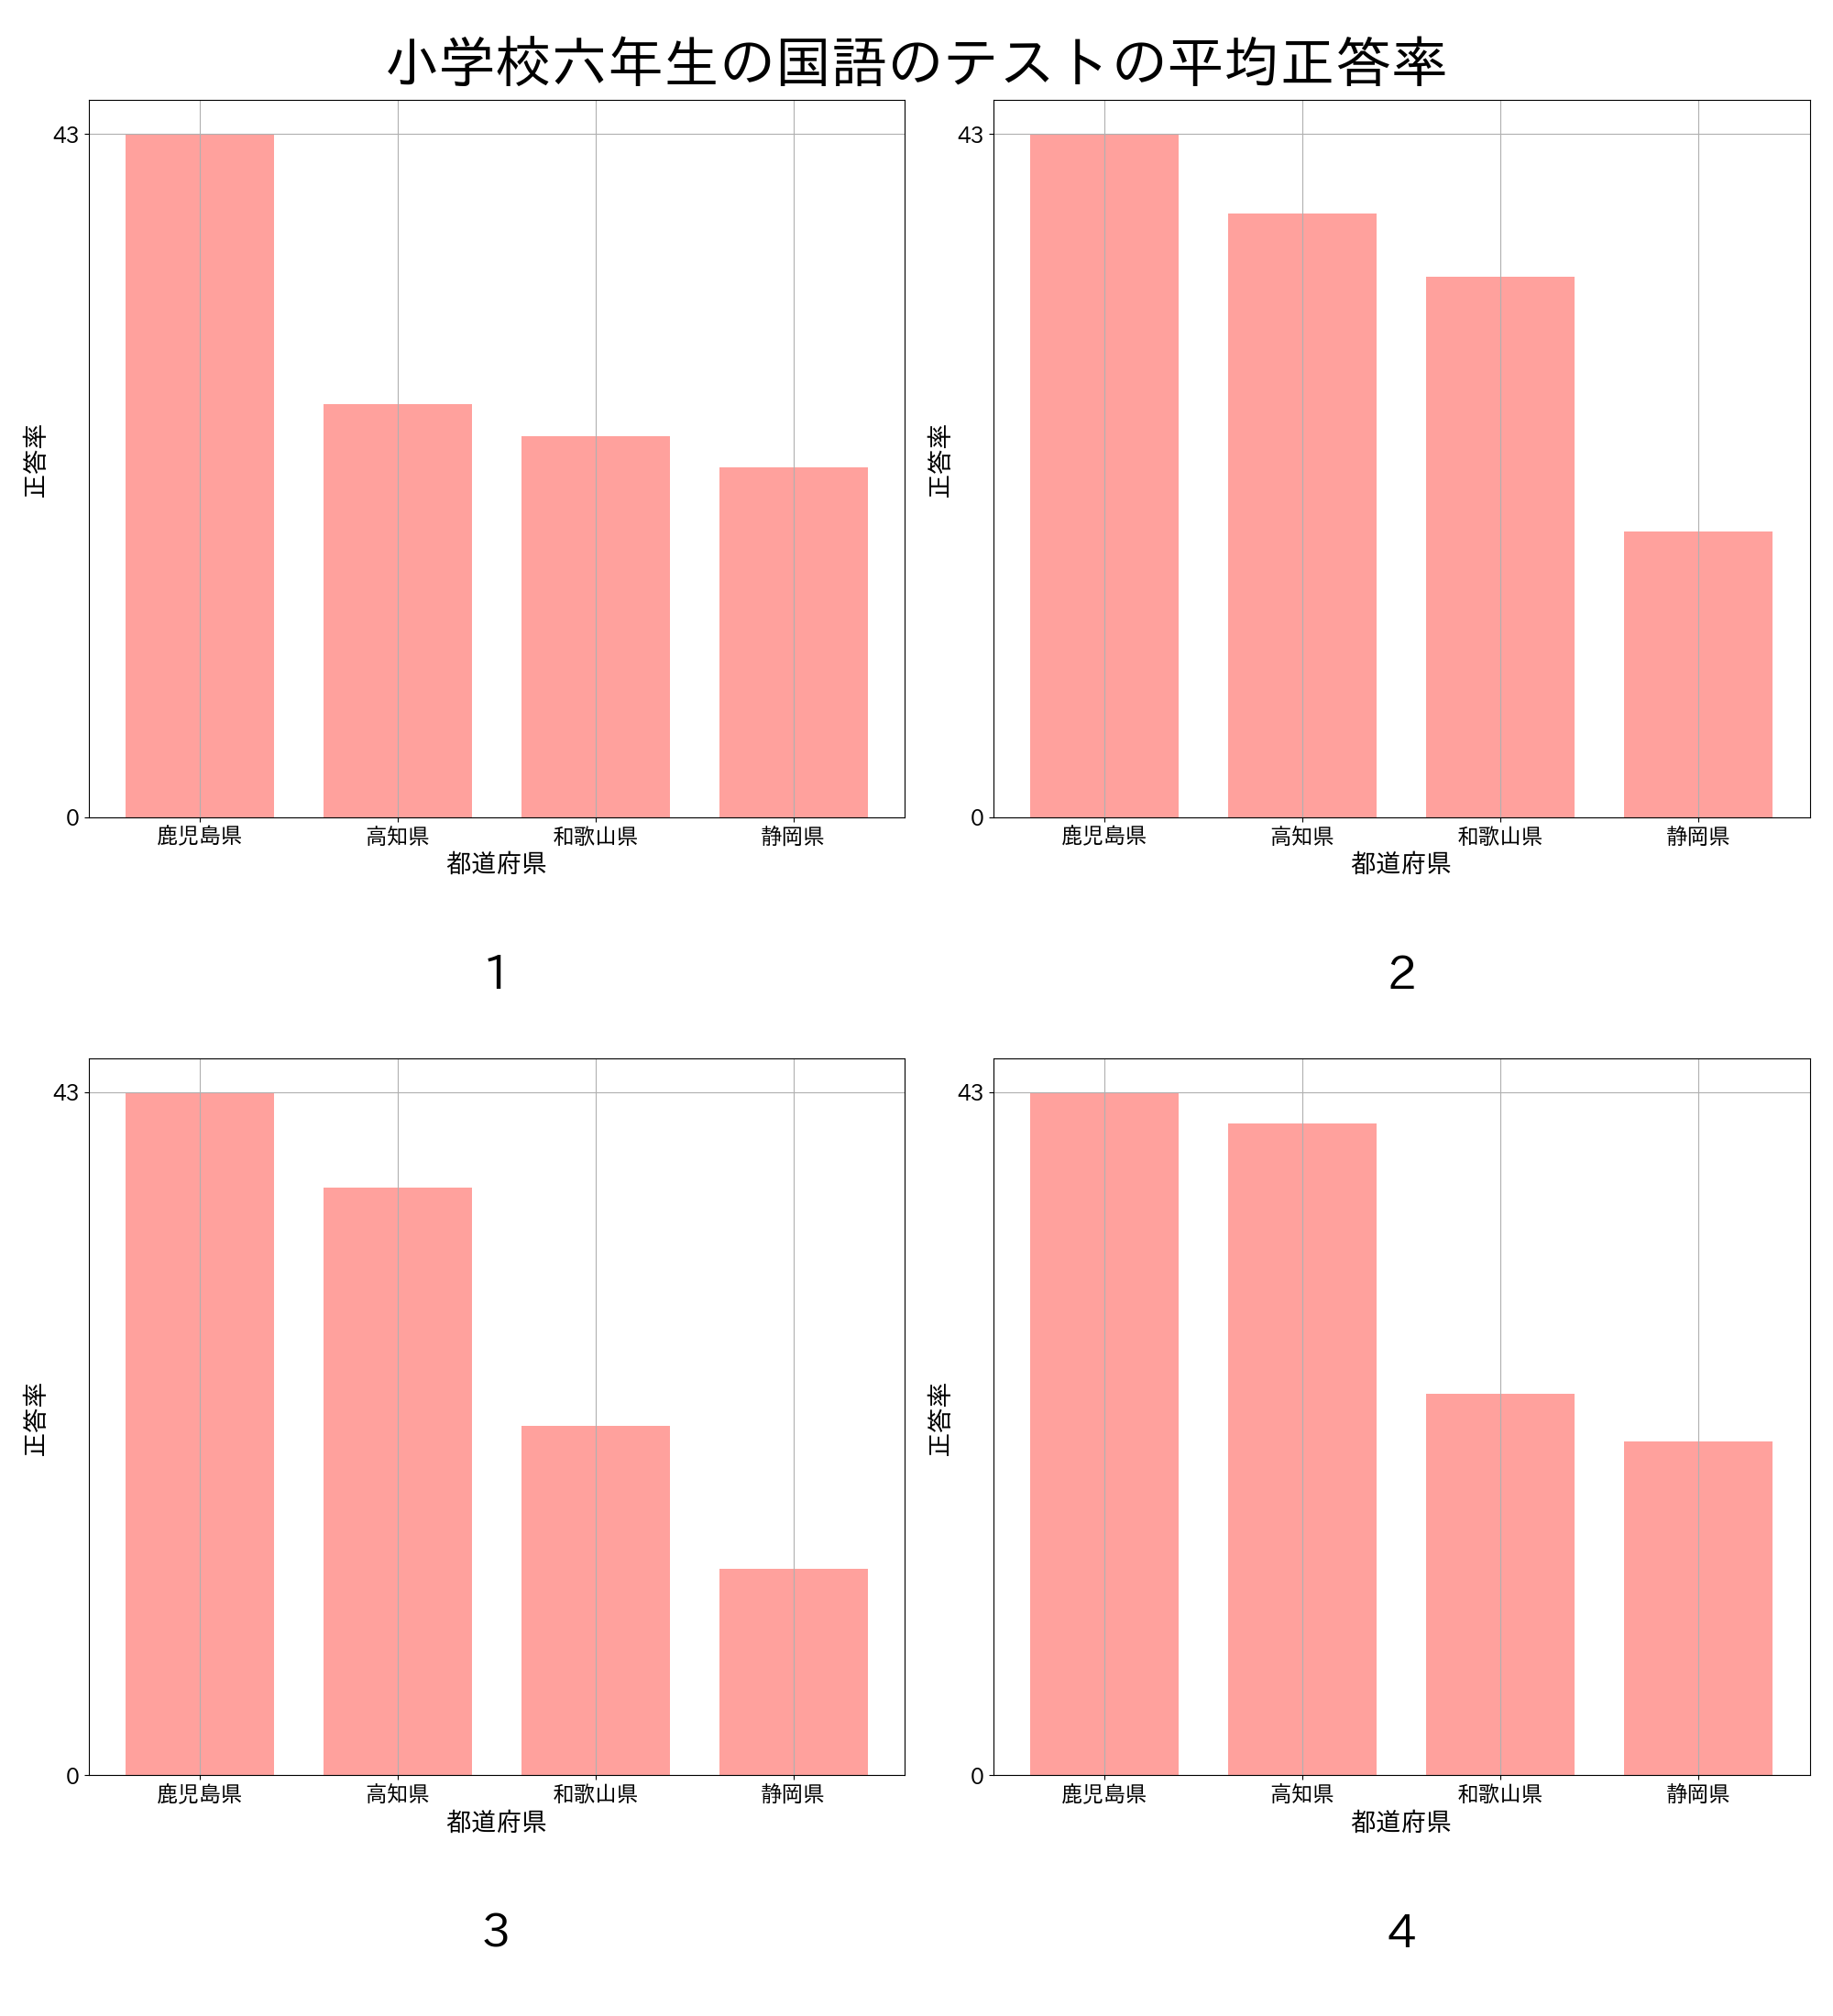 小学校六年生の国語のテストの平均正答率
43
0
正答率
鹿児島県 高知県 和歌山県 静岡県
都道府県
1
43
0
正答率
鹿児島県 高知県 和歌山県 静岡県
都道府県
2
43
0
正答率
鹿児島県 高知県 和歌山県 静岡県
都道府県
3
43
0
正答率
鹿児島県 高知県 和歌山県 静岡県
都道府県
4